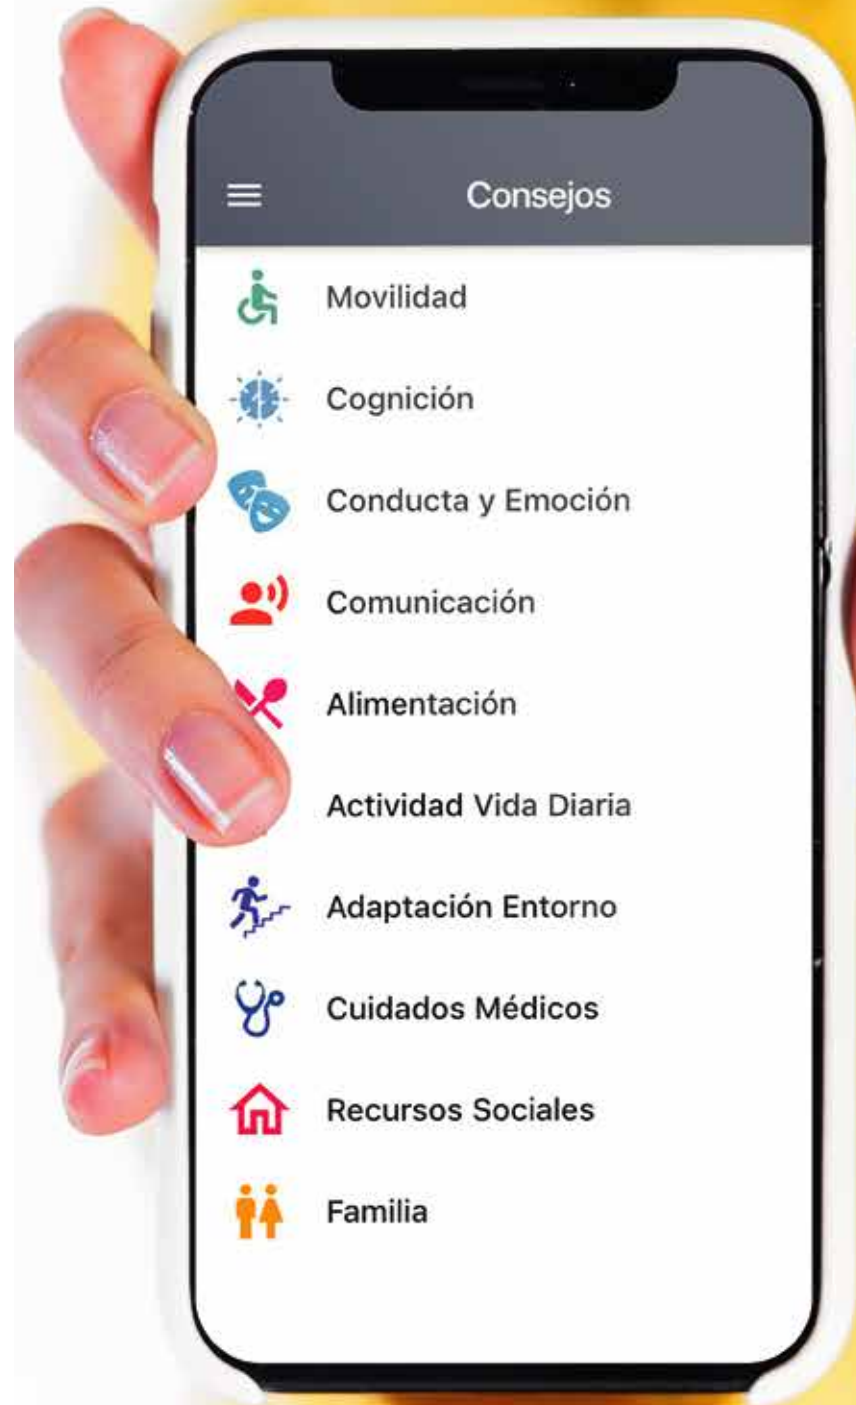 Consejos
Movilidad
Cognición
Conducta y Emoción
Comunicación
Alimentación
Actividad Vida Diaria
Adaptación Entorno
Cuidados Médicos
Recursos Sociales
Familia